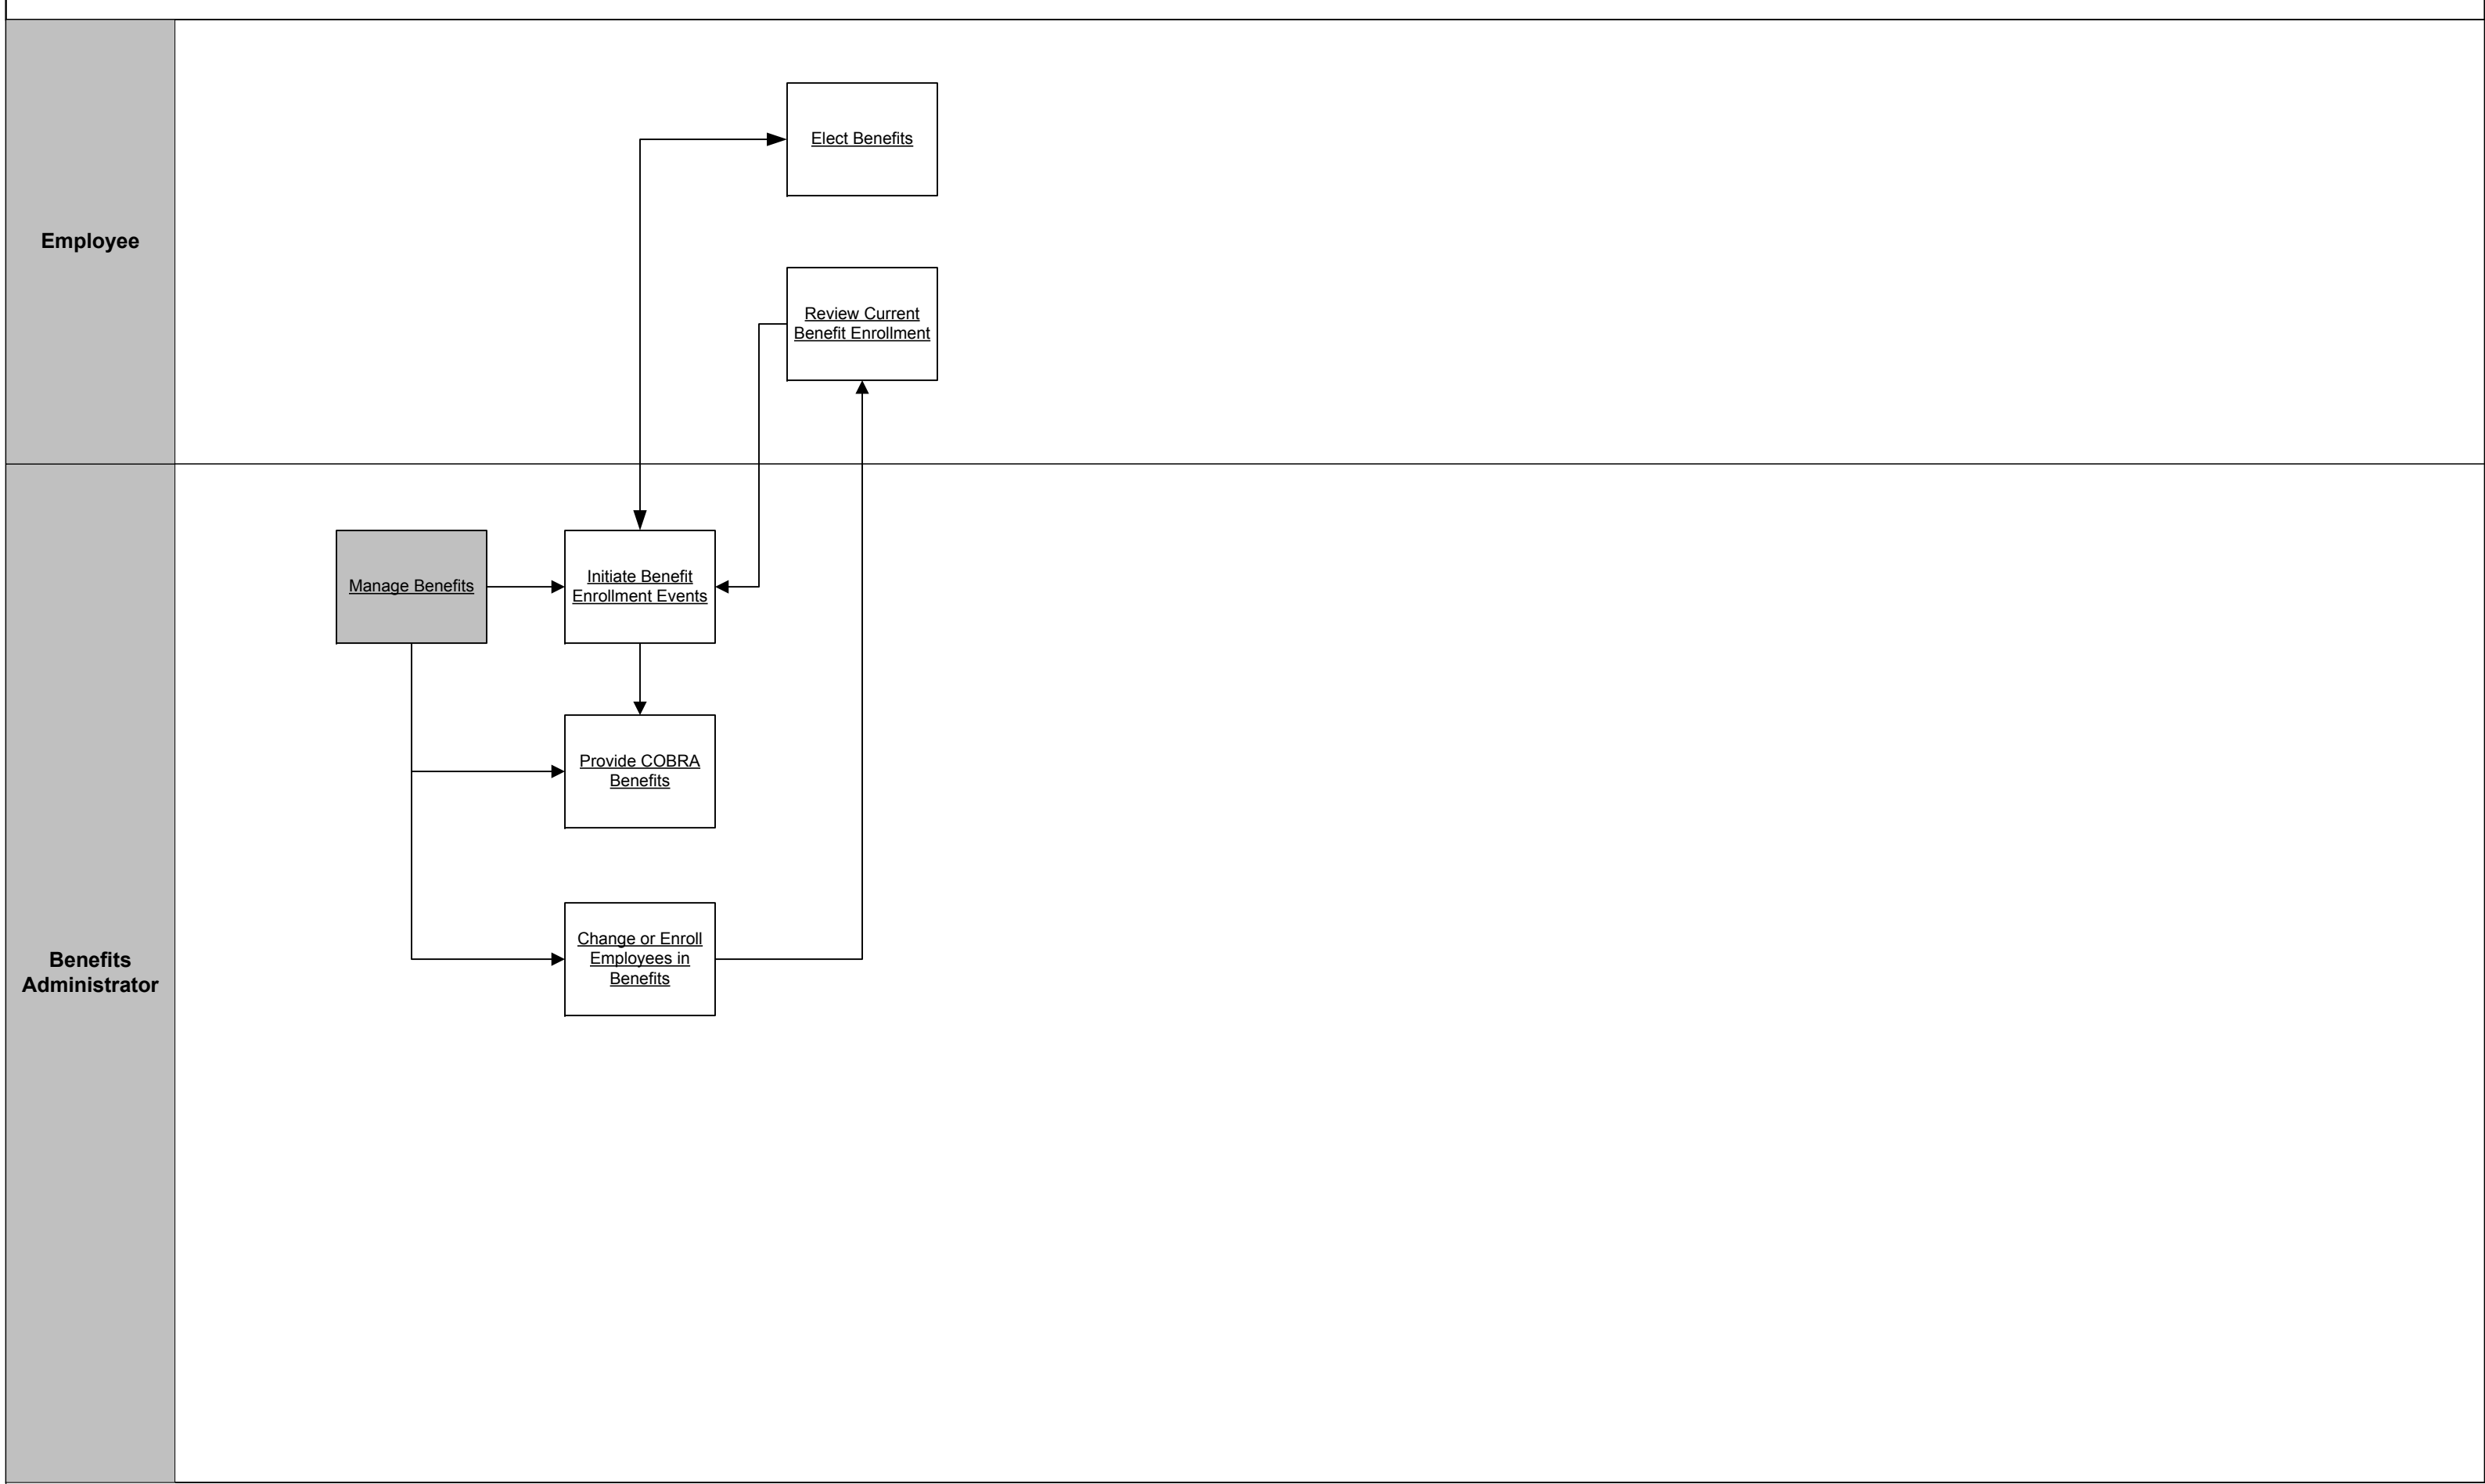 Employee
Elect Benefits
Review Current
Benefit Enrollment
Benefits
Administrator
Manage Benefits
Initiate Benefit
Enrollment Events
Provide COBRA
Benefits
Change or Enroll
Employees in
Benefits